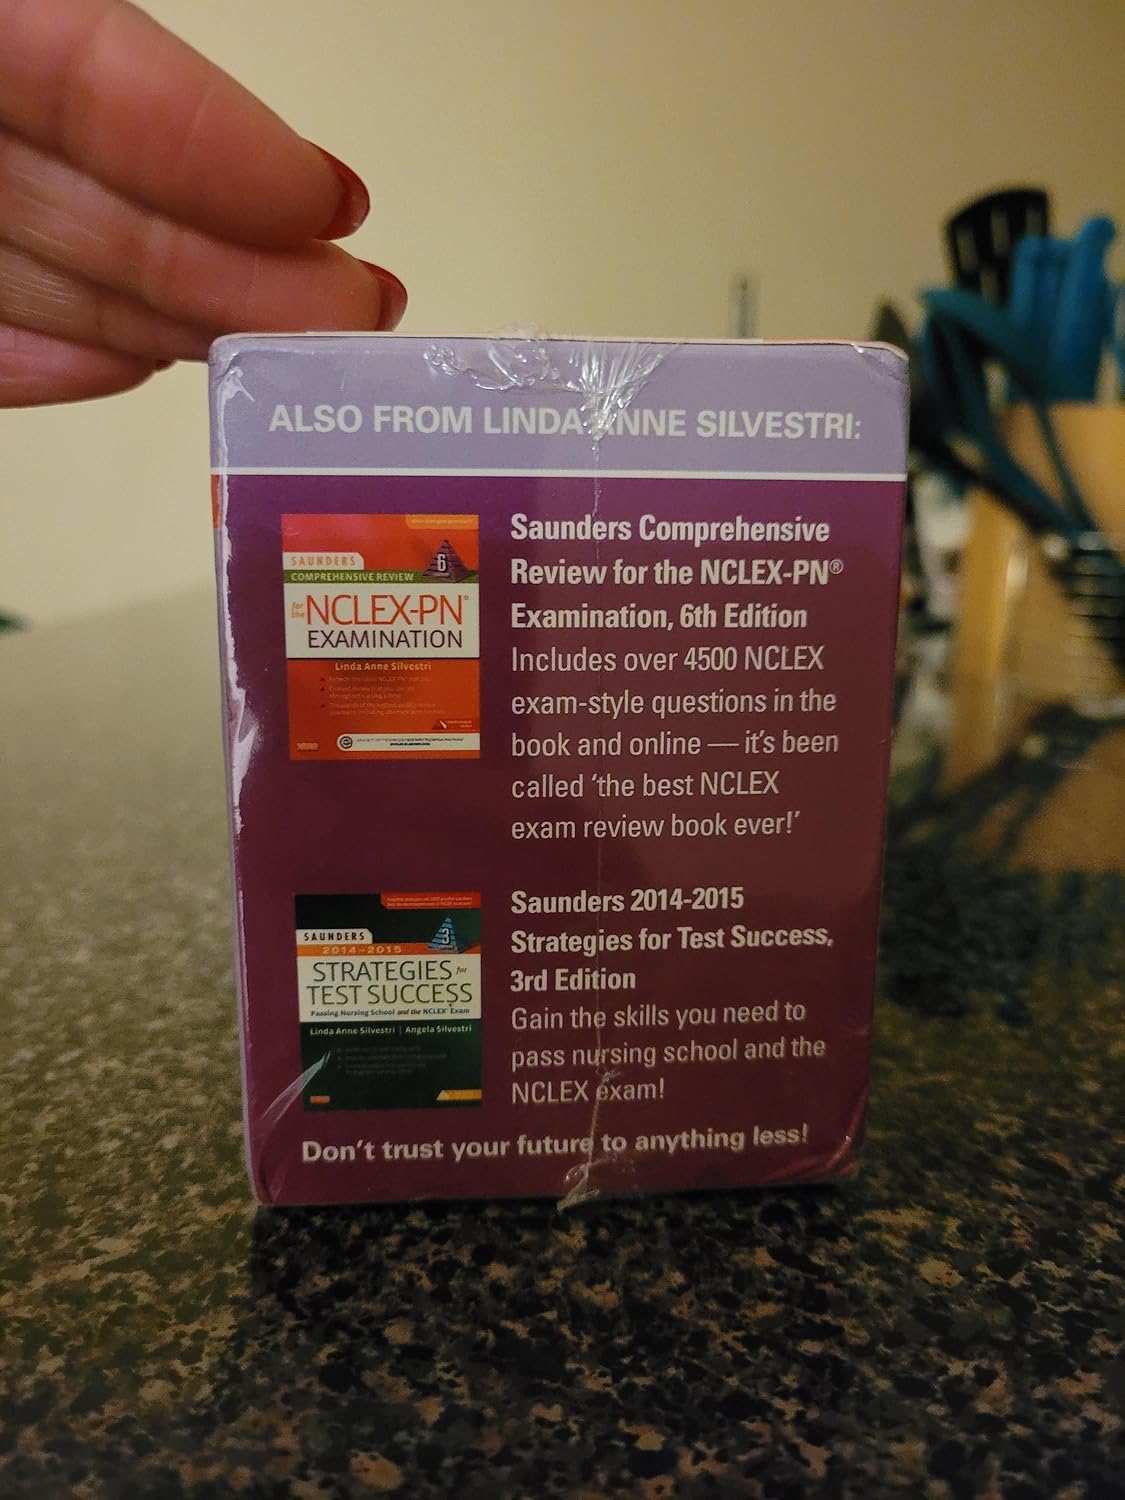 ALSO FROM LINDA ANNE SILVESTRI:
SAUNDERS
6
COMPREHENSIVE REVIEW
for the NCLEX-PN®
EXAMINATION
Linda Anne Silvestri
Saunders Comprehensive
Review for the NCLEX-PN®
Examination, 6th Edition
Includes over 4500 NCLEX
exam-style questions in the
book and online — it's been
called 'the best NCLEX
exam review book ever!'
SAUNDERS
2014-2015
STRATEGIES for
TEST SUCCESS
Passing Nursing School and the NCLEX® Exam
Linda Anne Silvestri | Angela Silvestri
Saunders 2014-2015
Strategies for Test Success,
3rd Edition
Gain the skills you need to
pass nursing school and the
NCLEX exam!
Don't trust your future to anything less!